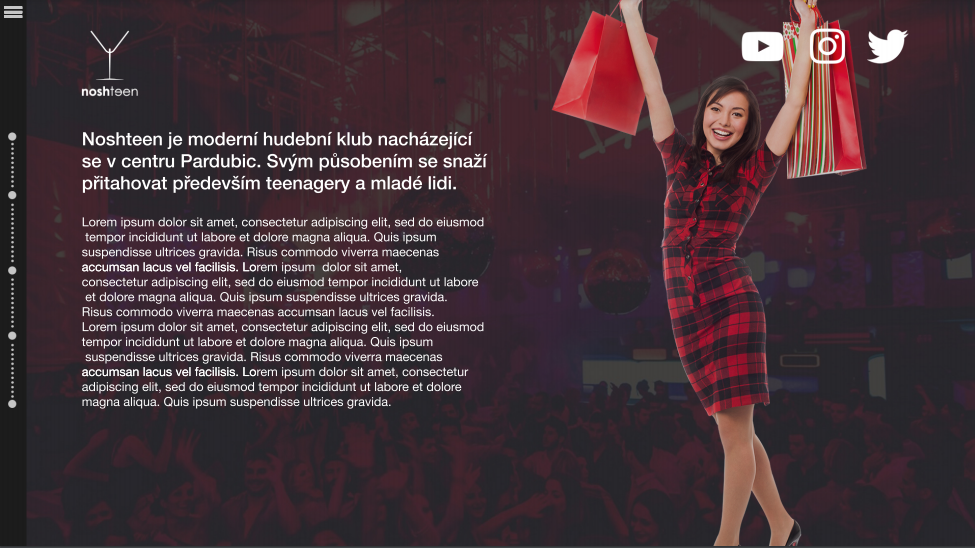 noshteen
Noshteen je moderní hudební klub nacházející
se v centru Pardubic. Svým působením se snaží
přitahovat především teenagery a mladé lidi.
Lorem ipsum dolor sit amet, consectetur adipiscing elit, sed do eiusmod
tempor incididunt ut labore et dolore magna aliqua. Quis ipsum
suspendisse ultrices gravida. Risus commodo viverra maecenas
accumsan lacus vel facilisis. Lorem ipsum dolor sit amet,
consectetur adipiscing elit, sed do eiusmod tempor incididunt ut labore
et dolore magna aliqua. Quis ipsum suspendisse ultrices gravida.
Risus commodo viverra maecenas accumsan lacus vel facilisis.
Lorem ipsum dolor sit amet, consectetur adipiscing elit, sed do eiusmod
tempor incididunt ut labore et dolore magna aliqua. Quis ipsum
suspendisse ultrices gravida. Risus commodo viverra maecenas
accumsan lacus vel facilisis. Lorem ipsum dolor sit amet, consectetur
adipiscing elit, sed do eiusmod tempor incididunt ut labore et dolore
magna aliqua. Quis ipsum suspendisse ultrices gravida.